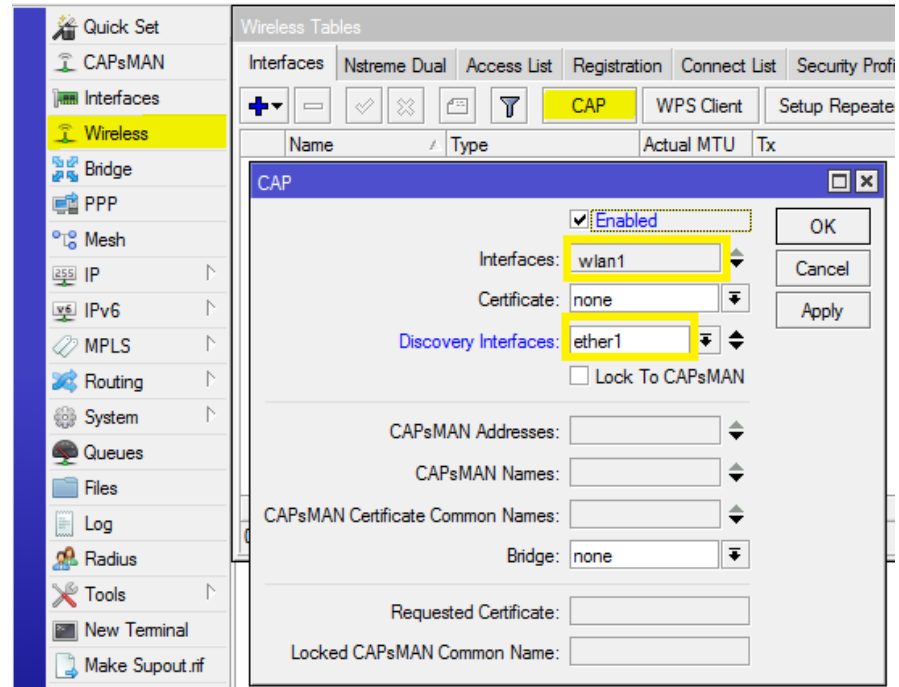 Quick Set
CAPsMAN
Interfaces
Wireless
Bridge
PPP
Mesh
255 IP
v6 IPv6
MPLS
Routing
System
Queues
Files
Log
Radius
Tools
New Terminal
Make Supout.rif
Wireless Tables
Interfaces Nstreme Dual Access List Registration Connect List Security Profi
CAP WPS Client Setup Repeate
Name Type Actual MTU Tx
CAP
Enabled
OK
Interfaces: wlan1
Cancel
Certificate: none
Apply
Discovery Interfaces: ether1
Lock To CAPsMAN
CAPsMAN Addresses:
CAPsMAN Names:
CAPsMAN Certificate Common Names:
Bridge: none
Requested Certificate:
Locked CAPsMAN Common Name: